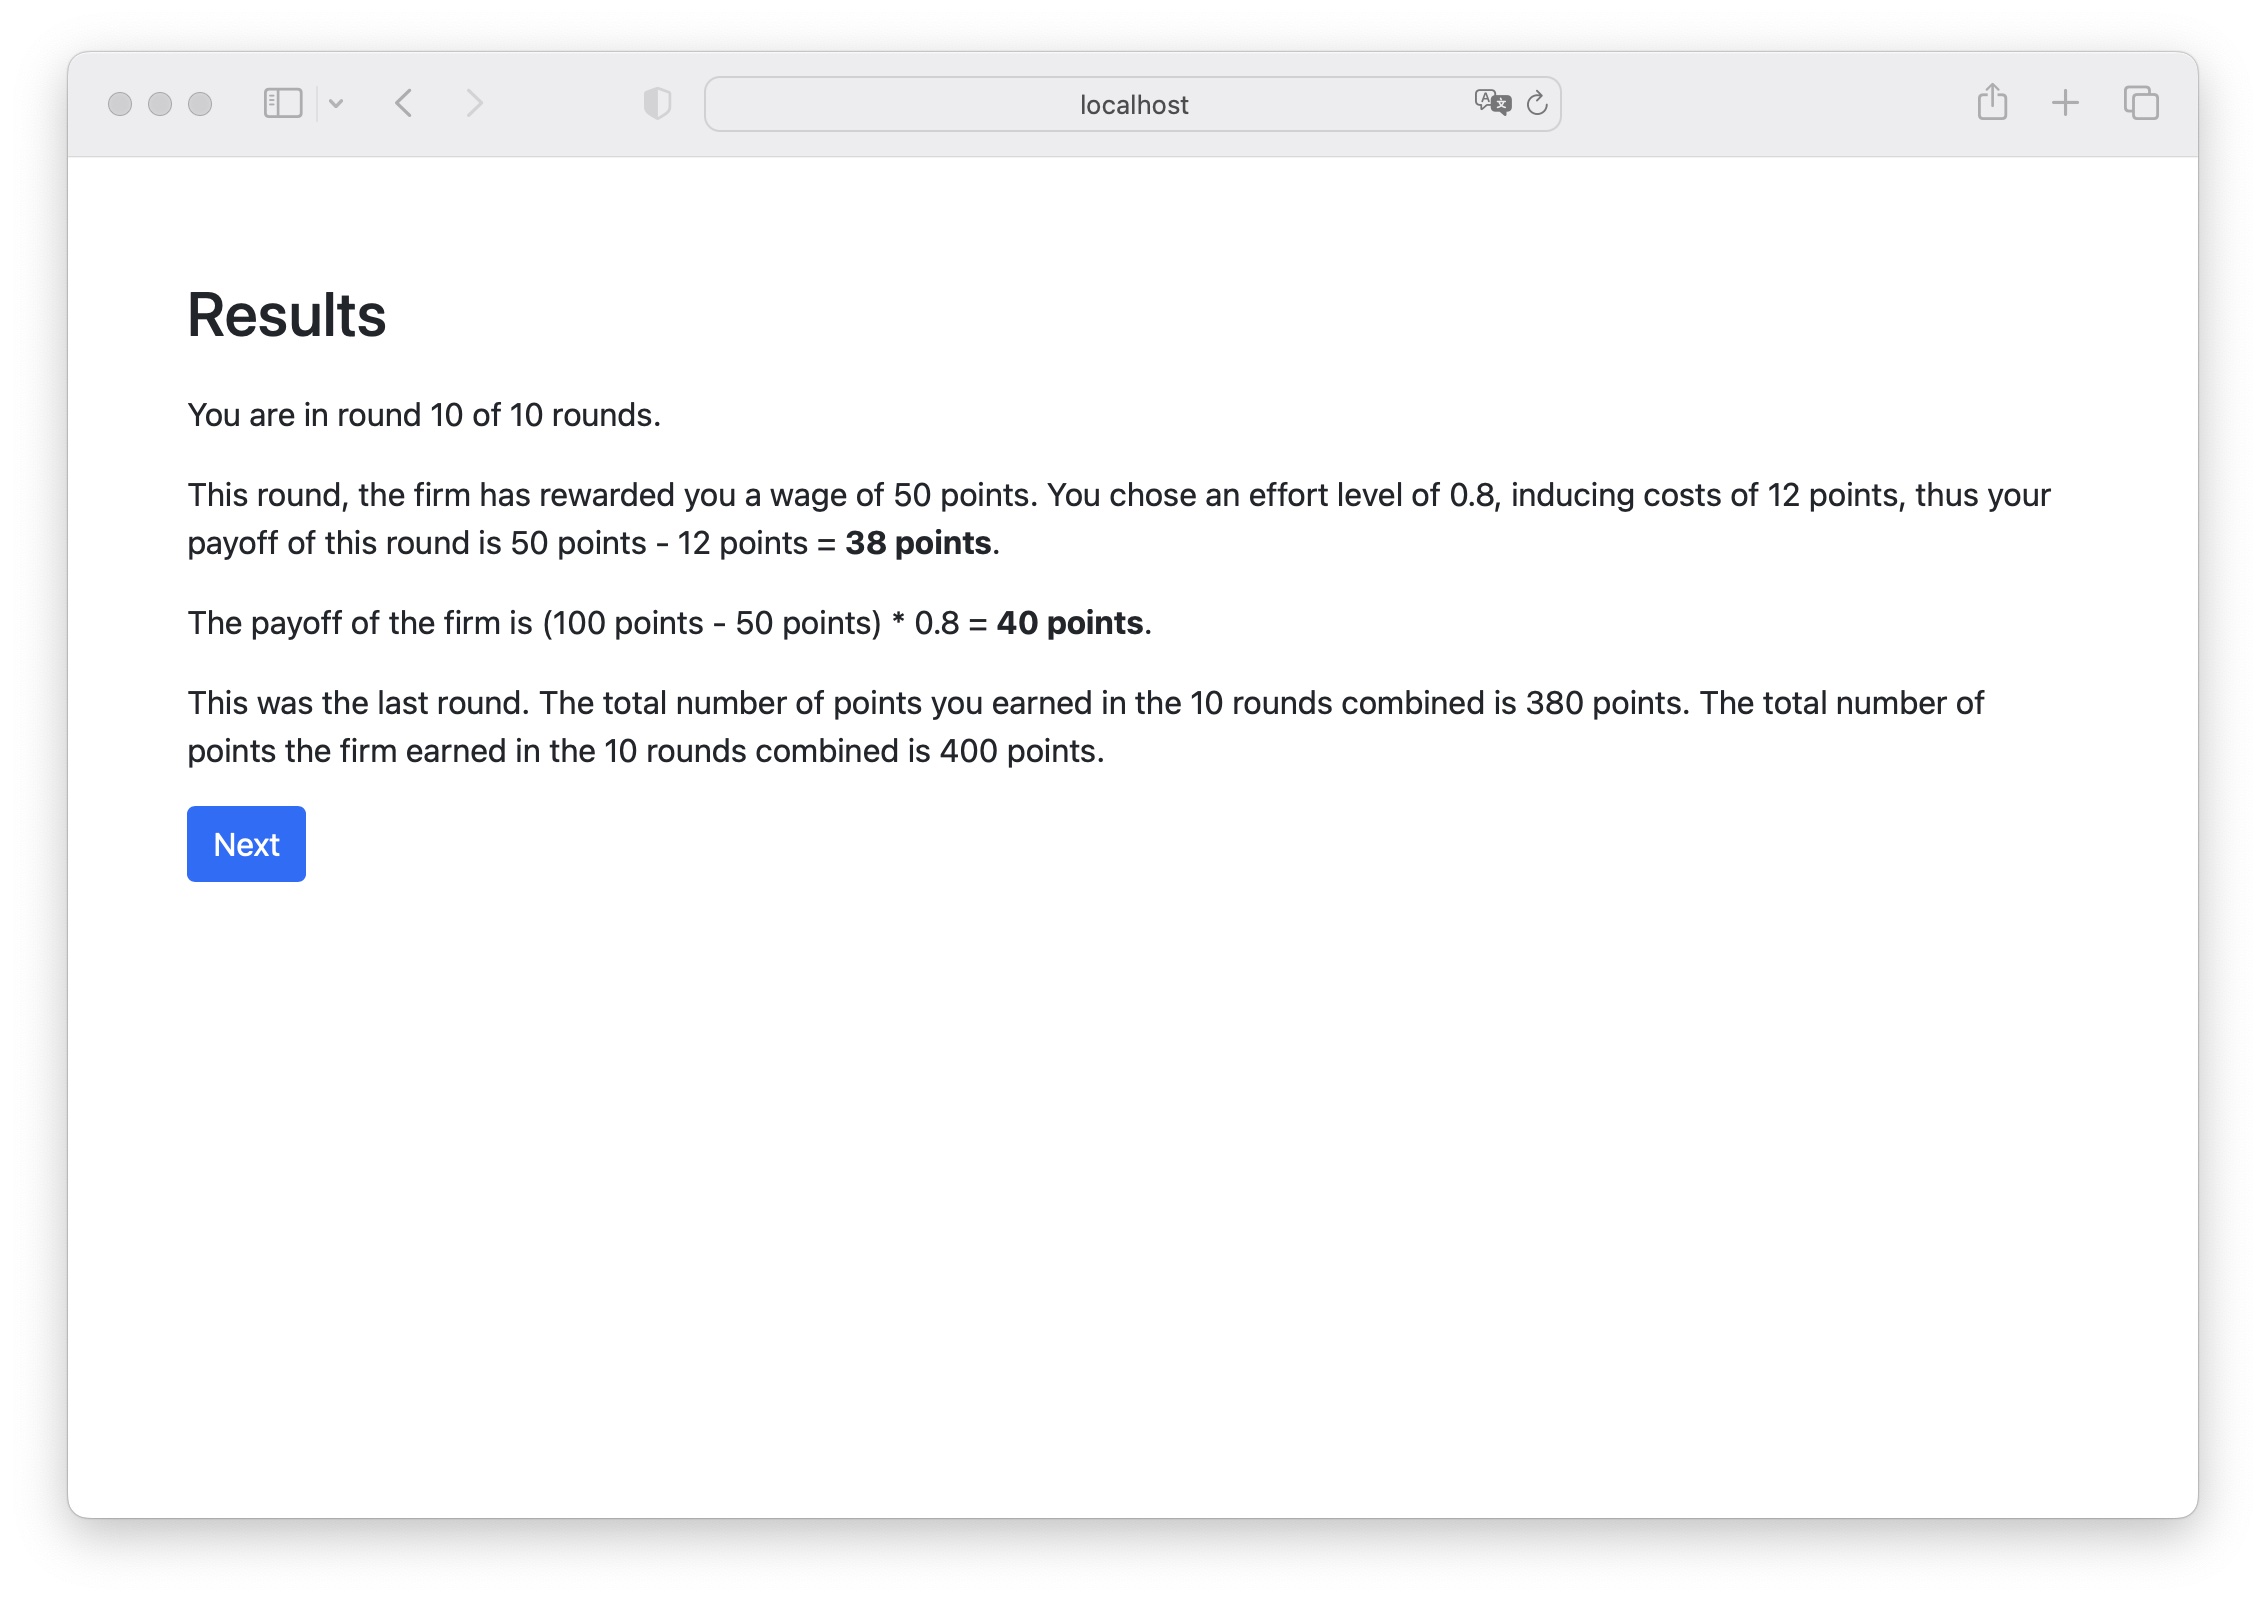 localhost
Results
You are in round 10 of 10 rounds.
This round, the firm has rewarded you a wage of 50 points. You chose an effort level of 0.8, inducing costs of 12 points, thus your
payoff of this round is 50 points - 12 points = 38 points.
The payoff of the firm is (100 points - 50 points) * 0.8 = 40 points.
This was the last round. The total number of points you earned in the 10 rounds combined is 380 points. The total number of
points the firm earned in the 10 rounds combined is 400 points.
Next